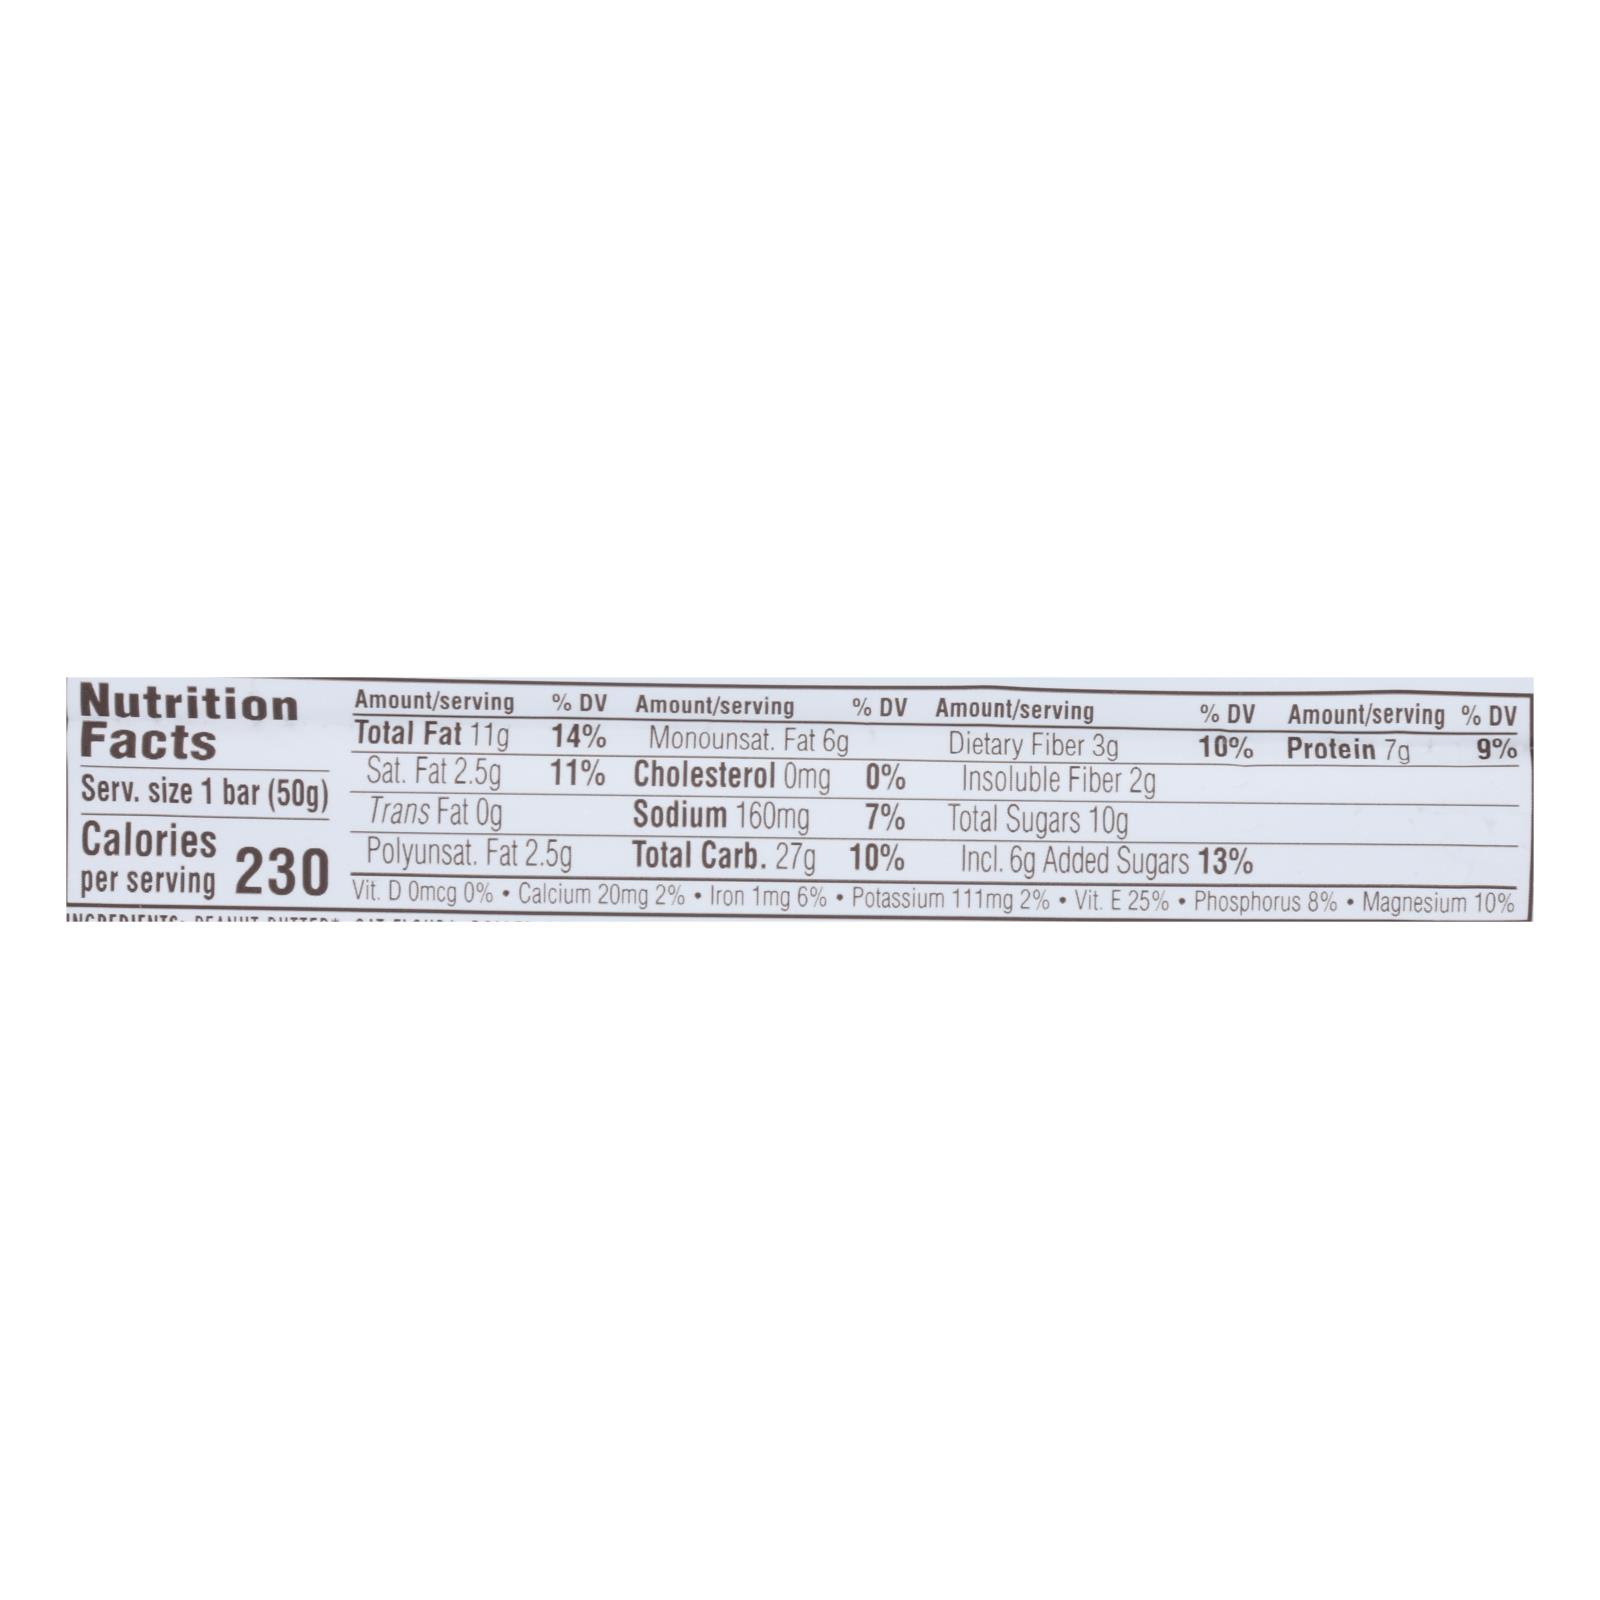 Nutrition
Facts
Serv. size 1 bar (50g)
Calories
per serving 230
Amount/serving % DV
Total Fat 11g 14%
Sat. Fat 2.5g 11%
Trans Fat 0g
Polyunsat. Fat 2.5g
Amount/serving % DV
Monounsat. Fat 6g
Cholesterol 0mg 0%
Sodium 160mg 7%
Total Carb. 27g 10%
Amount/serving % DV
Dietary Fiber 3g 10%
Insoluble Fiber 2g
Total Sugars 10g
Incl. 6g Added Sugars 13%
Amount/serving % DV
Protein 7g 9%
Vit. D 0mcg 0% • Calcium 20mg 2% • Iron 1mg 6% • Potassium 111mg 2% • Vit. E 25% • Phosphorus 8% • Magnesium 10%
INGREDIENTS: PEANUT BUTTER*